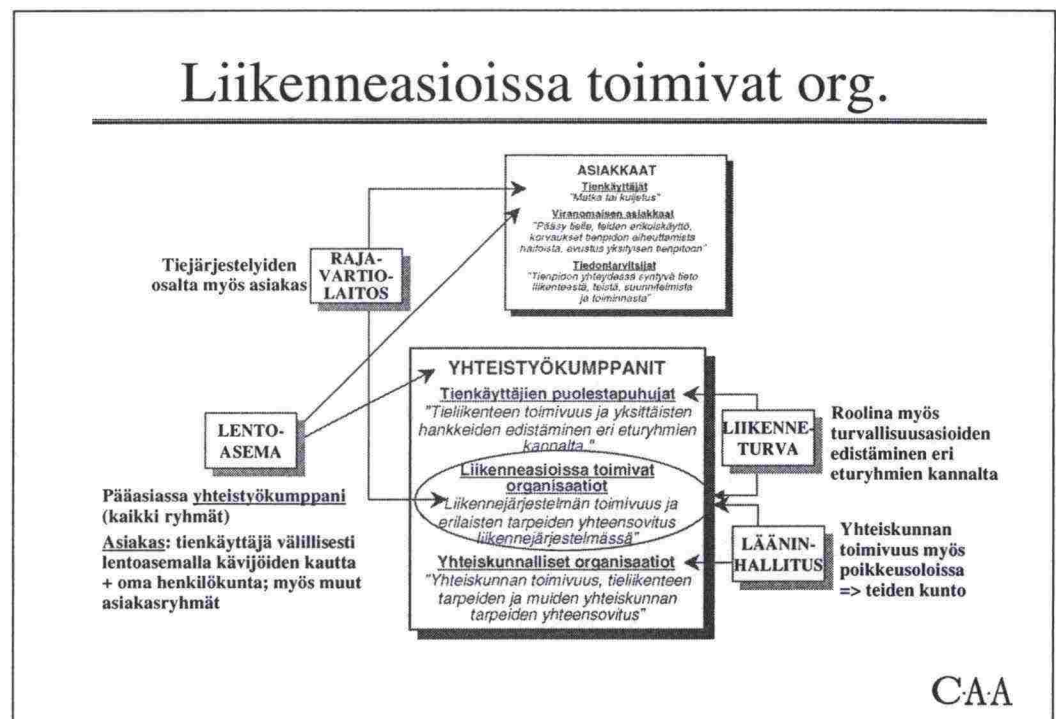 Liikenneasioissa toimivat org.
ASIAKKAAT
Tienkäyttäjät
"Matka tai kuljetus"
Viranomaisen asiakkaat
"Pääsy tielle, teiden erikoiskäyttö,
korvaukset tienpidon aiheuttamista
haitoista, avustus yksityisen tienpitoon"
Tiedontarvitsijat
"Tienpidon yhteydessä syntyvä tieto
liikenteestä, teistä, suunnitelmista
ja toiminnasta"
Tiejärjestelyiden
osalta myös asiakas
RAJA-
VARTIO-
LAITOS
YHTEISTYÖKUMPPANIT
Tienkäyttäjien puolestapuhujat
"Tieliikenteen toimivuus ja yksittäisten
hankkeiden edistäminen eri eturyhmien
kannalta."
Liikenneasioissa toimivat
organisaatiot
"Liikennejärjestelmän toimivuus ja
erilaisten tarpeiden yhteensovitus
liikennejärjestelmässä"
Yhteiskunnalliset organisaatiot
"Yhteiskunnan toimivuus, tieliikenteen
tarpeiden ja muiden yhteiskunnan
tarpeiden yhteensovitus"
LENTO-
ASEMA
Pääasiassa yhteistyökumppani
(kaikki ryhmät)
Asiakas: tienkäyttäjä välillisesti
lentoasemalla kävijöiden kautta
+ oma henkilökunta; myös muut
asiakasryhmät
LIIKENNE-
TURVA
Roolina myös
turvallisuusasioiden
edistäminen eri
eturyhmien kannalta
LÄÄNIN-
HALLITUS
Yhteiskunnan
toimivuus myös
poikkeusoloissa
=> teiden kunto
C·A·A